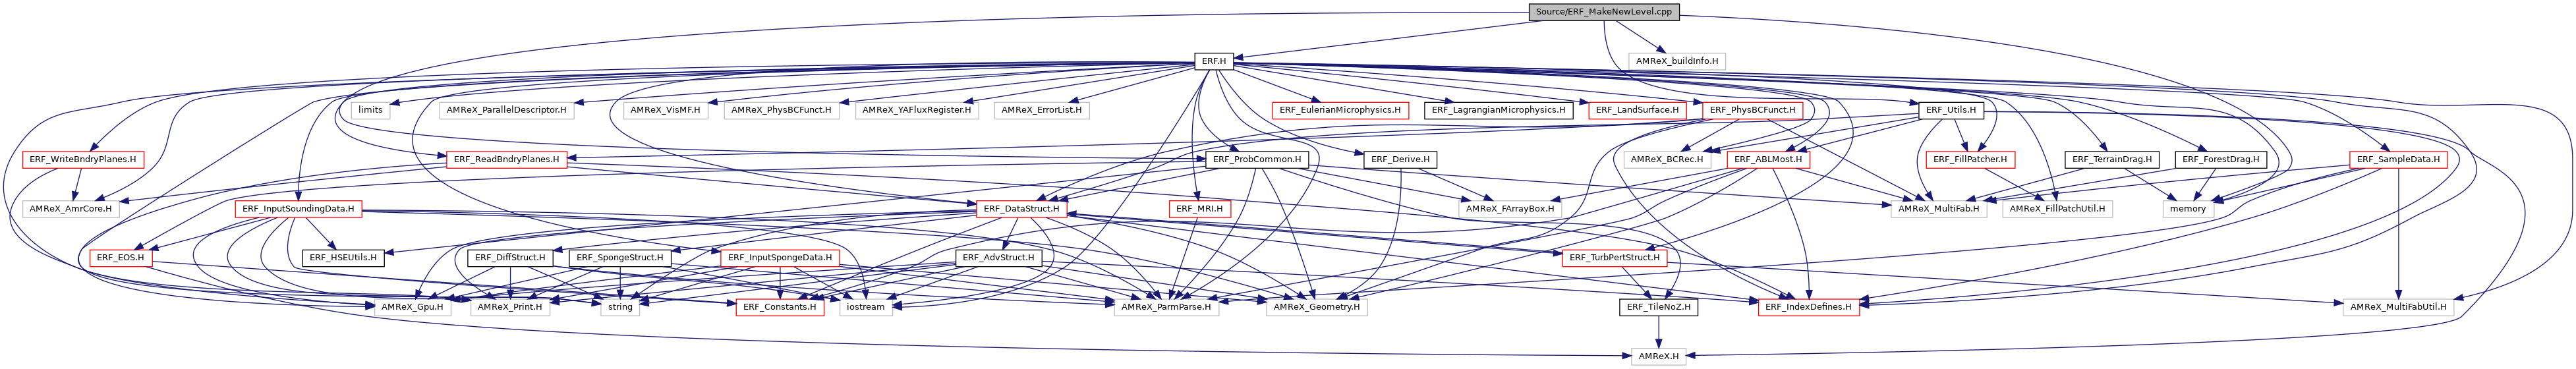 Source/ERF_MakeNewLevel.cpp
ERF.H
AMReX_buildInfo.H
limits
AMReX_ParallelDescriptor.H
AMReX_VisMF.H
AMReX_PhysBCFunct.H
AMReX_YAFluxRegister.H
AMReX_ErrorList.H
ERF_EulerianMicrophysics.H
ERF_LagrangianMicrophysics.H
ERF_LandSurface.H
ERF_PhysBCFunct.H
ERF_Utils.H
ERF_WriteBndryPlanes.H
ERF_ReadBndryPlanes.H
ERF_ProbCommon.H
ERF_Derive.H
AMReX_BCRec.H
ERF_ABLMost.H
ERF_FillPatcher.H
ERF_TerrainDrag.H
ERF_ForestDrag.H
ERF_SampleData.H
AMReX_AmrCore.H
ERF_InputSoundingData.H
ERF_DataStruct.H
ERF_MRI.H
AMReX_FArrayBox.H
AMReX_MultiFab.H
AMReX_FillPatchUtil.H
memory
ERF_EOS.H
ERF_HSEUtils.H
ERF_DiffStruct.H
ERF_SpongeStruct.H
ERF_InputSpongeData.H
ERF_AdvStruct.H
ERF_TurbPertStruct.H
AMReX_Gpu.H
AMReX_Print.H
string
ERF_Constants.H
iostream
AMReX_ParmParse.H
AMReX_Geometry.H
ERF_TileNoZ.H
ERF_IndexDefines.H
AMReX_MultiFabUtil.H
AMReX.H